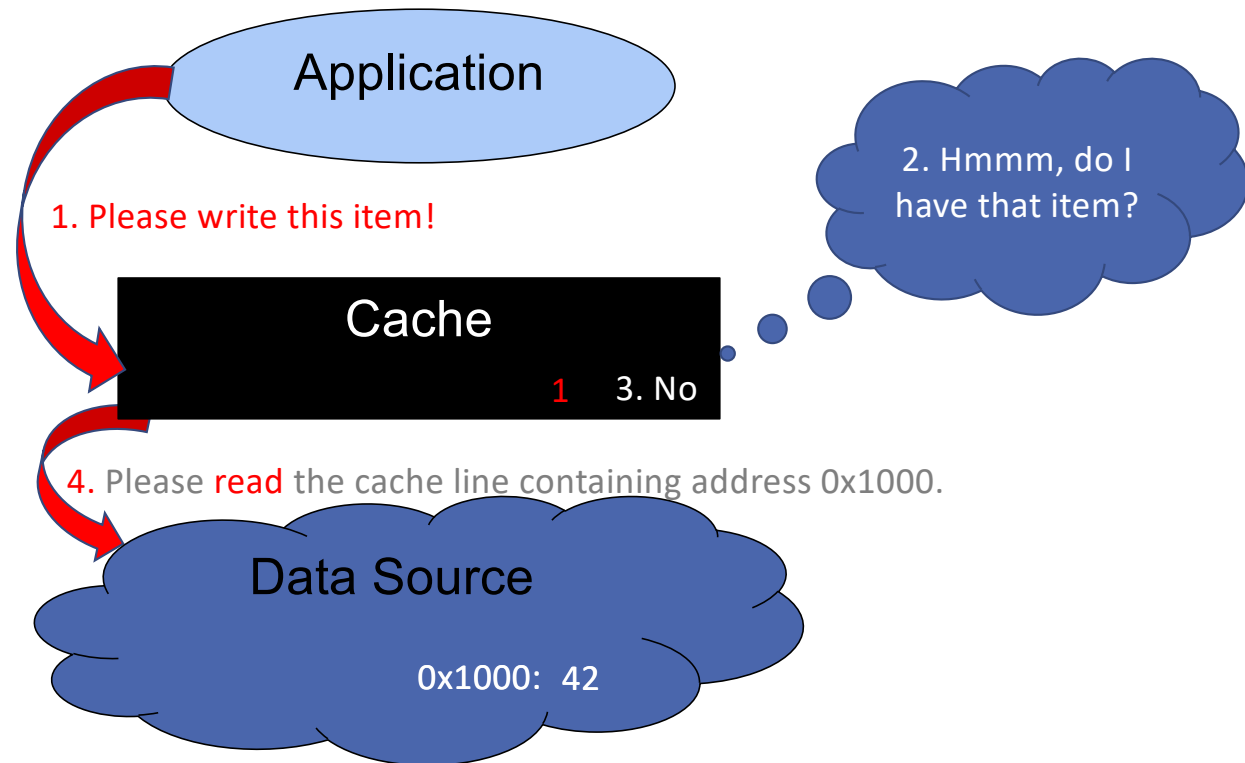 Application
2. Hmmm, do I
have that item?
1. Please write this item!
Cache
1 3. No
4. Please read the cache line containing address 0x1000.
Data Source
0x1000: 42